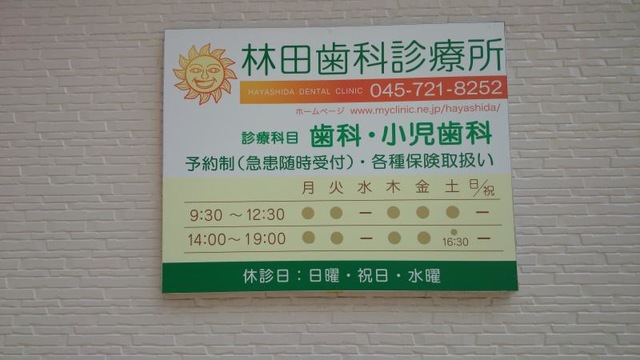 林田歯科診療所
HAYASHIDA DENTAL CLINIC 045-721-8252
ホームページ www.myclinic.ne.jp/hayashida/
診療科目 歯科・小児歯科
予約制(急患随時受付)・各種保険取扱い
月 火 水 木 金 土 日/祝
9:30 〜12:30 ● ● ー ● ● ● ー
14:00〜19:00 ● ● ー ● ● ● 16:30 ー
休診日:日曜・祝日・水曜